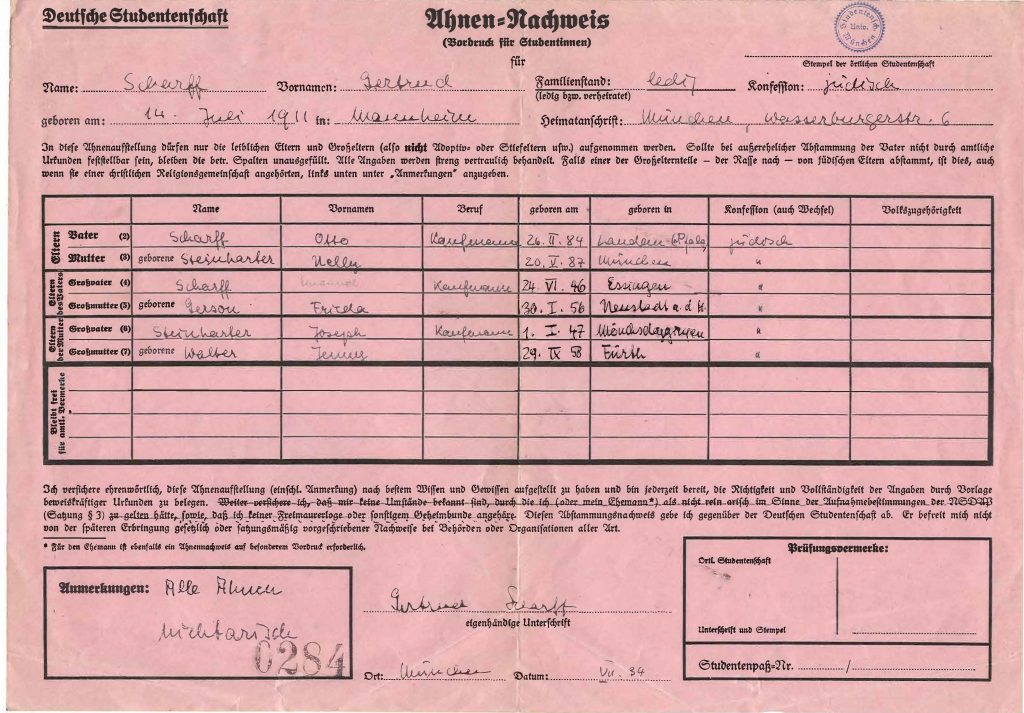 Deutsche Studentenschaft
Ahnen-Nachweis
(Vordruck für Studentinnen)
für
Studentensch. Univ. München
Stempel der örtlichen Studentenschaft
Name: Scharff Vornamen: Gertrud Familienstand: ledig Konfession: jüdisch
(ledig bzw. verheiratet)
geboren am: 14. Juli 1911 in: Mannheim Heimatanschrift: München, Wasserburgerstr. 6
In diese Ahnenaufstellung dürfen nur die leiblichen Eltern und Großeltern (also nicht Adoptiv- oder Stiefeltern usw.) aufgenommen werden. Sollte bei außerehelicher Abstammung der Vater nicht durch amtliche
Urkunden feststellbar sein, bleiben die betr. Spalten unausgefüllt. Alle Angaben werden streng vertraulich behandelt. Falls einer der Großelternteile – der Rasse nach – von jüdischen Eltern abstammt, ist dies, auch
wenn sie einer christlichen Religionsgemeinschaft angehörten, links unten unter „Anmerkungen" anzugeben.
Name Vornamen Beruf geboren am geboren in Konfession (auch Wechsel) Volkszugehörigkeit
Eltern
Vater (2) Scharff Otto Kaufmann 26. II. 84 Landau jüdisch
Mutter (3) geborene Steinharter Nelly 20. V. 87 München "
Eltern des Vaters
Großvater (4) Scharff Kaufmann 24. VI. 46 Essingen "
Großmutter (5) geborene Gerson Frieda 30. I. 56 Neustadt a. d. H. "
Eltern der Mutter
Großvater (6) Steinharter Joseph Kaufmann 1. I. 47 "
Großmutter (7) geborene Walter Jenny 29. IX 58 Fürth "
Bleibt frei für amtl. Vermerke
Ich versichere ehrenwörtlich, diese Ahnenaufstellung (einschl. Anmerkung) nach bestem Wissen und Gewissen aufgestellt zu haben und bin jederzeit bereit, die Richtigkeit und Vollständigkeit der Angaben durch Vorlage
beweiskräftiger Urkunden zu belegen. Weiter versichere ich, daß mir keine Umstände bekannt sind, durch die ich (oder mein Ehemann*) als nicht rein arisch im Sinne der Aufnahmebestimmungen der NSDAP
(Satzung § 3) zu gelten hätte, sowie, daß ich keiner Freimaurerloge oder sonstigen Geheimbunde angehöre. Diesen Abstammungsnachweis gebe ich gegenüber der Deutschen Studentenschaft ab. Er befreit mich nicht
von der späteren Erbringung gesetzlich oder satzungsmäßig vorgeschriebener Nachweise bei Behörden oder Organisationen aller Art.
* Für den Ehemann ist ebenfalls ein Ahnennachweis auf besonderem Vordruck erforderlich.
Anmerkungen: Alle Ahnen
nichtarisch
0284
Gertrud Scharff
eigenhändige Unterschrift
Ort: München Datum: VII. 34
Prüfungsvermerke:
Örtl. Studentenschaft
Unterschrift und Stempel
Studentenpaß-Nr. /